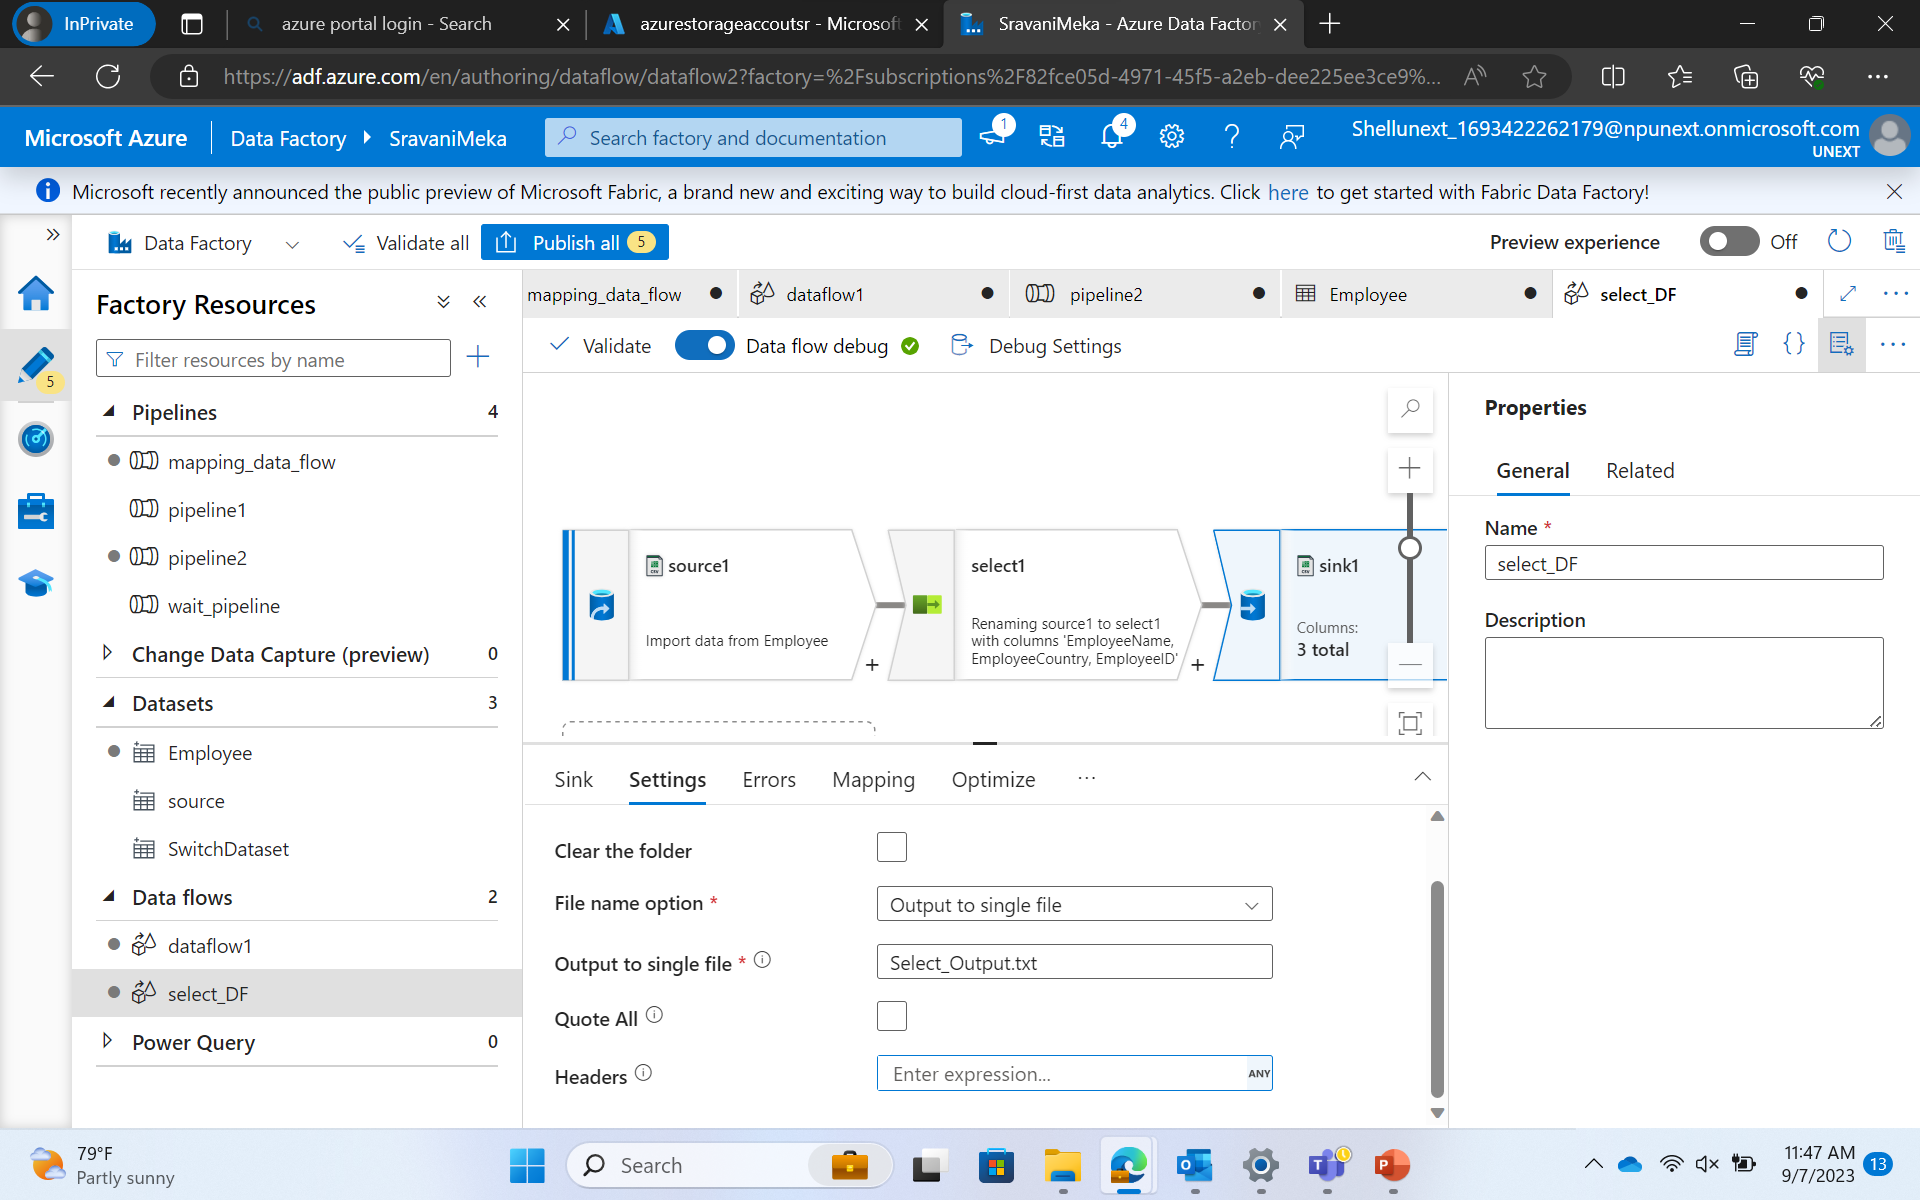 InPrivate
azure portal login - Search
azurestorageaccoutsr - Microsoft
SravaniMeka - Azure Data Factor
https://adf.azure.com/en/authoring/dataflow/dataflow2?factory=%2Fsubscriptions%2F82fce05d-4971-45f5-a2eb-dee225ee3ce9%...
Microsoft Azure
Data Factory
SravaniMeka
Search factory and documentation
1
4
Shellunext_1693422262179@npunext.onmicrosoft.com
UNEXT
Microsoft recently announced the public preview of Microsoft Fabric, a brand new and exciting way to build cloud-first data analytics. Click here to get started with Fabric Data Factory!
Data Factory
Validate all
Publish all 5
Preview experience
Off
Factory Resources
Filter resources by name
5
Pipelines 4
mapping_data_flow
pipeline1
pipeline2
wait_pipeline
Change Data Capture (preview) 0
Datasets 3
Employee
source
SwitchDataset
Data flows 2
dataflow1
select_DF
Power Query 0
mapping_data_flow
dataflow1
pipeline2
Employee
select_DF
Validate
Data flow debug
Debug Settings
source1
Import data from Employee
select1
Renaming source1 to select1
with columns 'EmployeeName,
EmployeeCountry, EmployeeID'
sink1
Columns:
3 total
Sink
Settings
Errors
Mapping
Optimize
Clear the folder
File name option *
Output to single file
Output to single file *
Select_Output.txt
Quote All
Headers
Enter expression...
ANY
Properties
General
Related
Name *
select_DF
Description
79°F
Partly sunny
Search
11:47 AM
9/7/2023
13